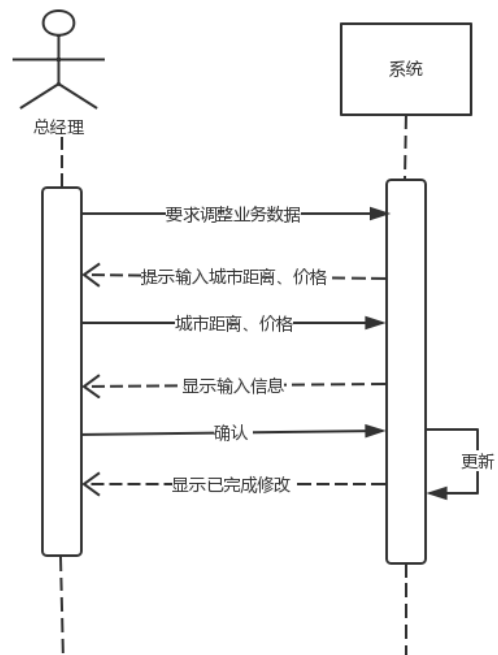 系统
总经理
要求调整业务数据
提示输入城市距离、价格
城市距离、价格
显示输入信息
确认
更新
显示已完成修改